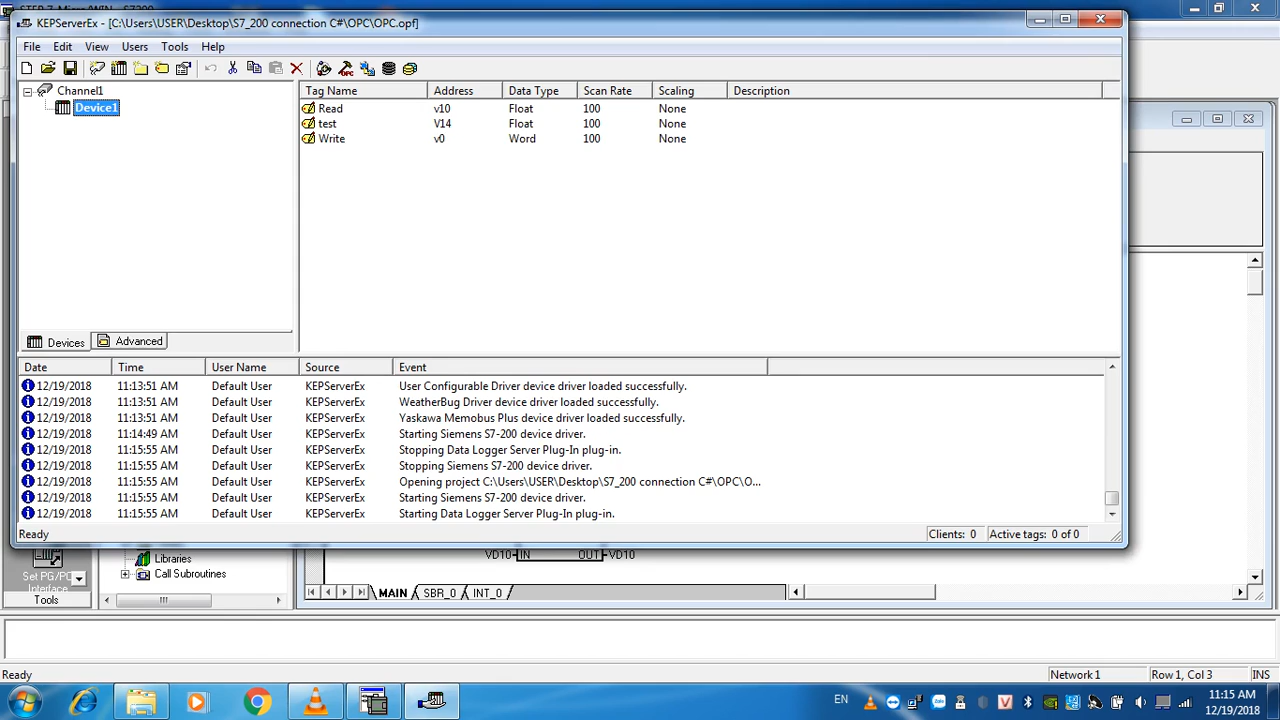 KEPServerEx - [C:\Users\USER\Desktop\S7_200 connection C#\OPC\OPC.opf]
File Edit View Users Tools Help
Channel1
Device1
Tag Name Address Data Type Scan Rate Scaling Description
Read v10 Float 100 None
test V14 Float 100 None
Write v0 Word 100 None
Devices Advanced
Date Time User Name Source Event
12/19/2018 11:13:51 AM Default User KEPServerEx User Configurable Driver device driver loaded successfully.
12/19/2018 11:13:51 AM Default User KEPServerEx WeatherBug Driver device driver loaded successfully.
12/19/2018 11:13:51 AM Default User KEPServerEx Yaskawa Memobus Plus device driver loaded successfully.
12/19/2018 11:14:49 AM Default User KEPServerEx Starting Siemens S7-200 device driver.
12/19/2018 11:15:55 AM Default User KEPServerEx Stopping Data Logger Server Plug-In plug-in.
12/19/2018 11:15:55 AM Default User KEPServerEx Stopping Siemens S7-200 device driver.
12/19/2018 11:15:55 AM Default User KEPServerEx Opening project C:\Users\USER\Desktop\S7_200 connection C#\OPC\O...
12/19/2018 11:15:55 AM Default User KEPServerEx Starting Siemens S7-200 device driver.
12/19/2018 11:15:55 AM Default User KEPServerEx Starting Data Logger Server Plug-In plug-in.
Ready Clients: 0 Active tags: 0 of 0
VD10 IN OUT VD10
Libraries
Call Subroutines
Set PG/PC
Interface
Tools
MAIN SBR_0 INT_0
Ready Network 1 Row 1, Col 3 INS
EN 11:15 AM
12/19/2018